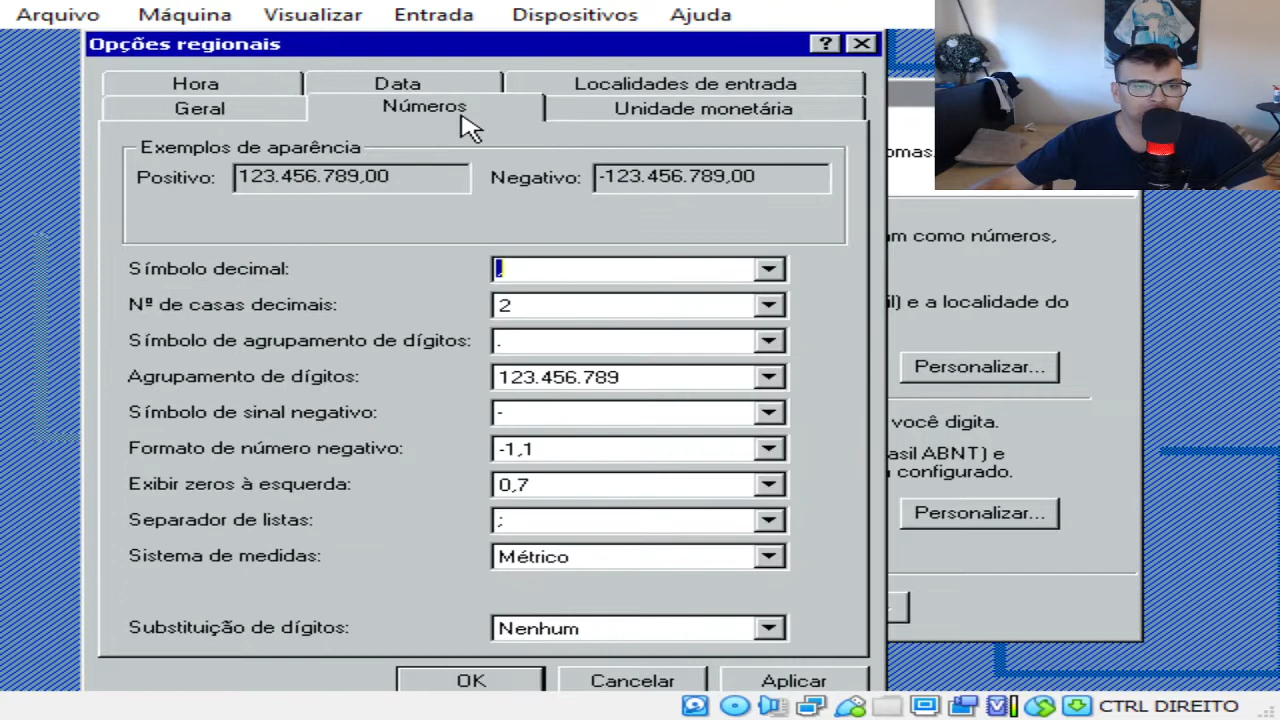 Arquivo Máquina Visualizar Entrada Dispositivos Ajuda
Opções regionais
Hora Data Localidades de entrada
Geral Números Unidade monetária
Exemplos de aparência
Positivo: 123.456.789,00 Negativo: -123.456.789,00
Símbolo decimal: ,
Nº de casas decimais: 2
Símbolo de agrupamento de dígitos: .
Agrupamento de dígitos: 123.456.789
Símbolo de sinal negativo: -
Formato de número negativo: -1,1
Exibir zeros à esquerda: 0,7
Separador de listas: ;
Sistema de medidas: Métrico
Substituição de dígitos: Nenhum
OK Cancelar Aplicar
omas.
am como números,
il) e a localidade do
Personalizar...
você digita.
asil ABNT) e
configurado.
Personalizar...
CTRL DIREITO